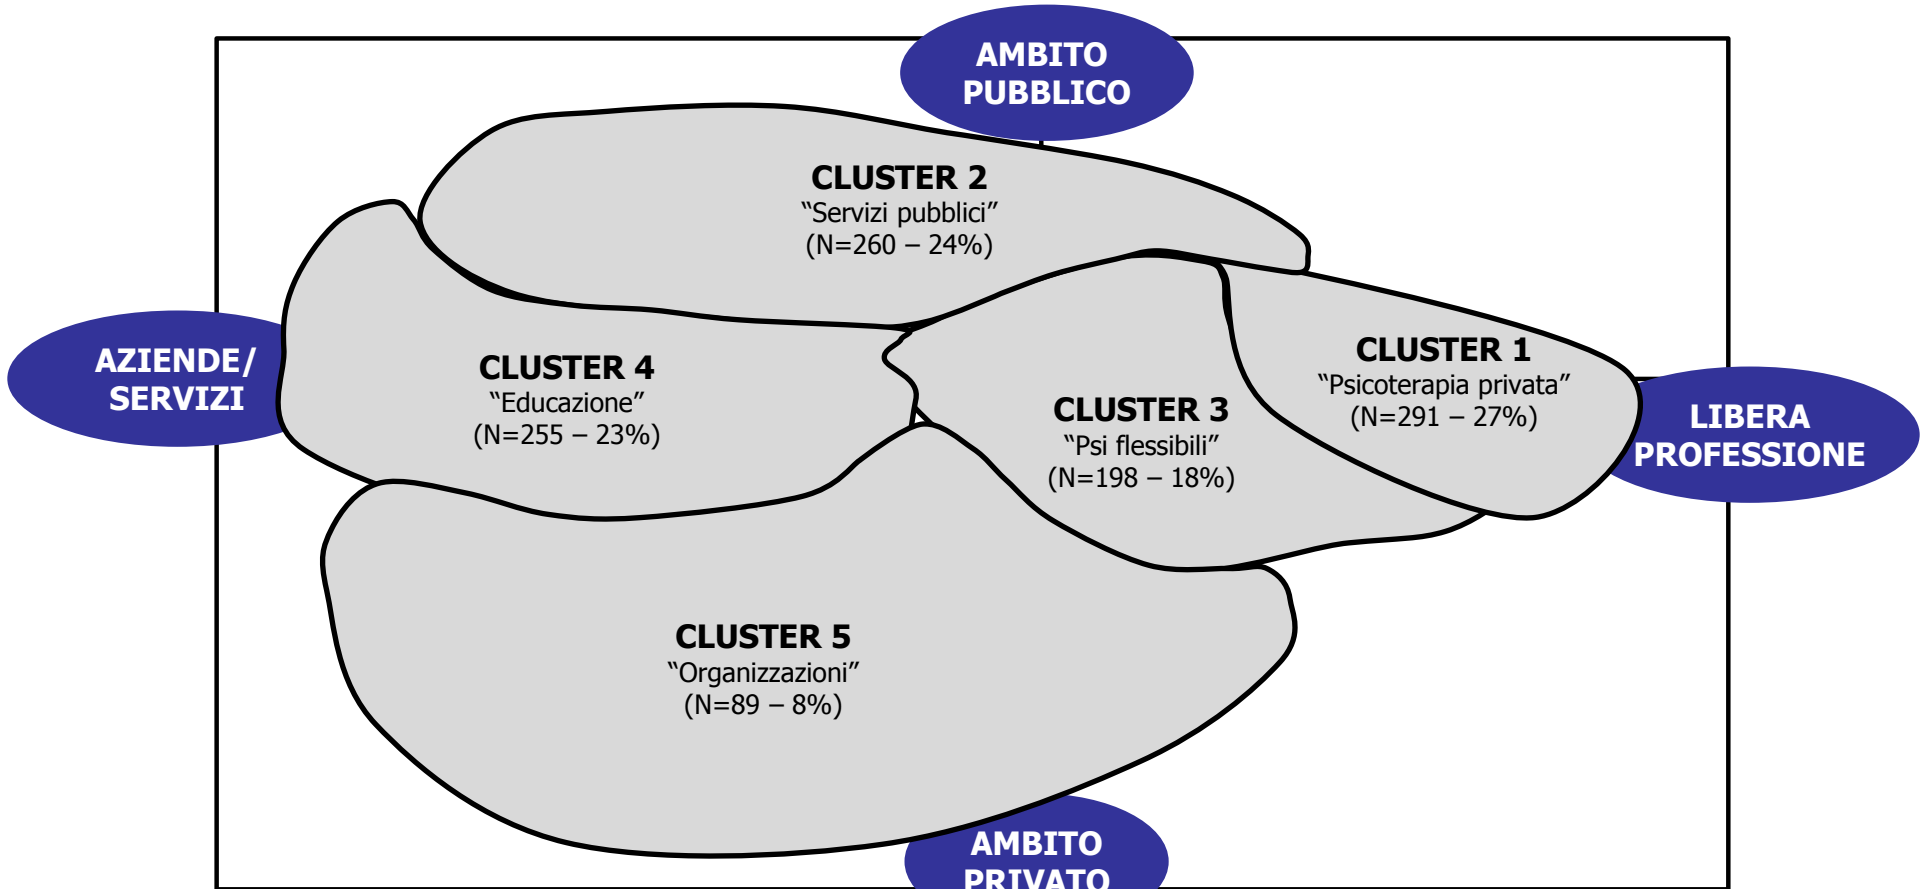 AMBITO
PUBBLICO
CLUSTER 2
“Servizi pubblici”
(N=260 – 24%)
AZIENDE/
SERVIZI
CLUSTER 4
“Educazione”
(N=255 – 23%)
CLUSTER 3
“Psi flessibili”
(N=198 – 18%)
CLUSTER 1
“Psicoterapia privata”
(N=291 – 27%)
LIBERA
PROFESSIONE
CLUSTER 5
“Organizzazioni”
(N=89 – 8%)
AMBITO
PRIVATO